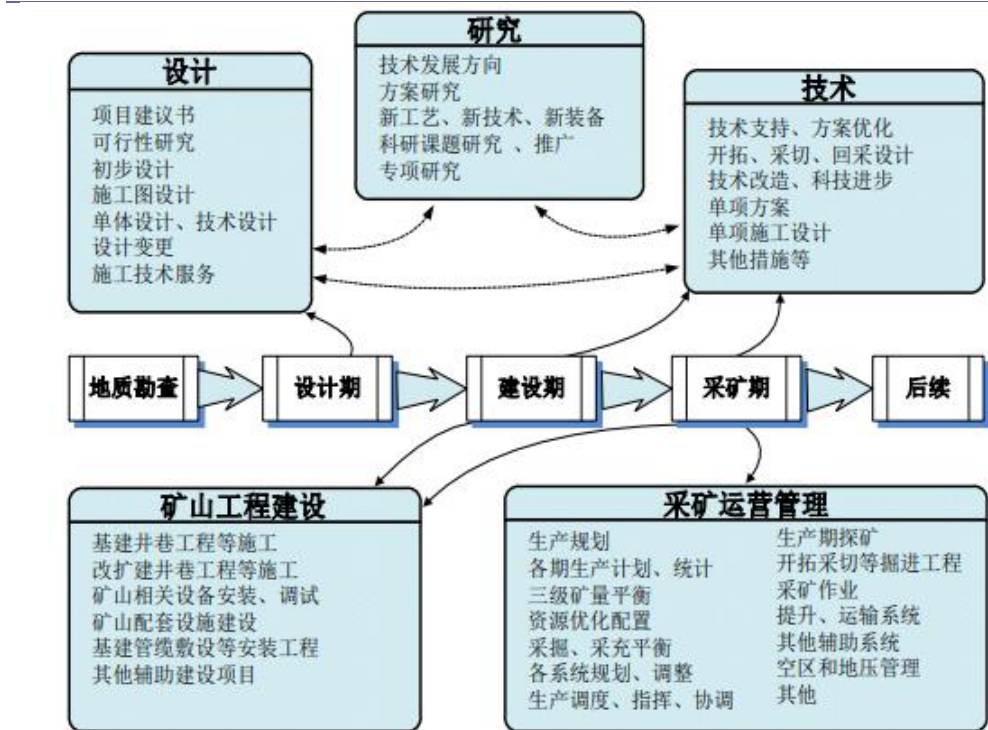 研究
技术发展方向
方案研究
新工艺、新技术、新装备
科研课题研究 、推广
专项研究
设计
项目建议书
可行性研究
初步设计
施工图设计
单体设计、技术设计
设计变更
施工技术服务
技术
技术支持、方案优化
开拓、采切、回采设计
技术改造、科技进步
单项方案
单项施工设计
其他措施等
地质勘查
设计期
建设期
采矿期
后续
矿山工程建设
基建井巷工程等施工
改扩建井巷工程等施工
矿山相关设备安装、调试
矿山配套设施建设
基建管缆敷设等安装工程
其他辅助建设项目
采矿运营管理
生产规划
各期生产计划、统计
三级矿量平衡
资源优化配置
采掘、采充平衡
各系统规划、调整
生产调度、指挥、协调
生产期探矿
开拓采切等掘进工程
采矿作业
提升、运输系统
其他辅助系统
空区和地压管理
其他